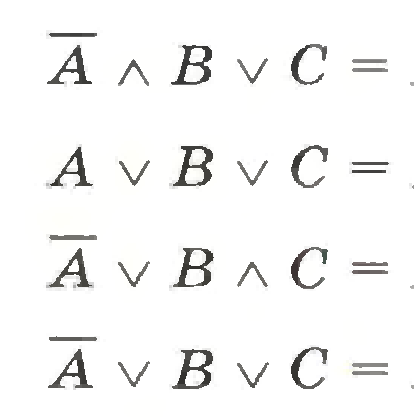 A̅ ∧ B ∨ C =
A ∨ B ∨ C =
A̅ ∨ B ∧ C =
A̅ ∨ B ∨ C =